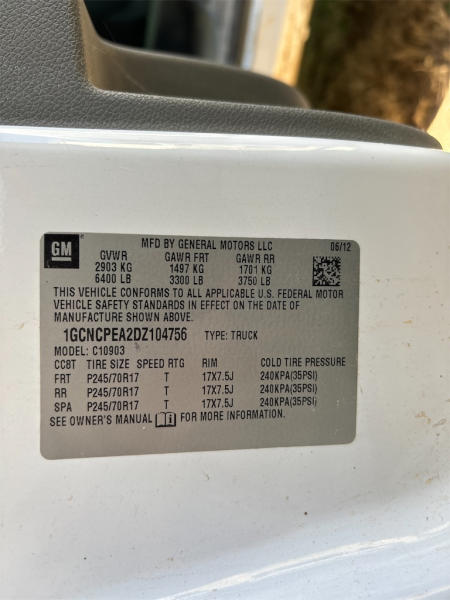 GM
MFD BY GENERAL MOTORS LLC 06/12
GVWR GAWR FRT GAWR RR
2903 KG 1497 KG 1701 KG
6400 LB 3300 LB 3750 LB
THIS VEHICLE CONFORMS TO ALL APPLICABLE U.S. FEDERAL MOTOR
VEHICLE SAFETY STANDARDS IN EFFECT ON THE DATE OF
MANUFACTURE SHOWN ABOVE.
1GCNCPEA2DZ104756 TYPE: TRUCK
MODEL: C10903
CC8T TIRE SIZE SPEED RTG RIM COLD TIRE PRESSURE
FRT P245/70R17 T 17X7.5J 240KPA(35PSI)
RR P245/70R17 T 17X7.5J 240KPA(35PSI)
SPA P245/70R17 T 17X7.5J 240KPA(35PSI)
SEE OWNER'S MANUAL FOR MORE INFORMATION.